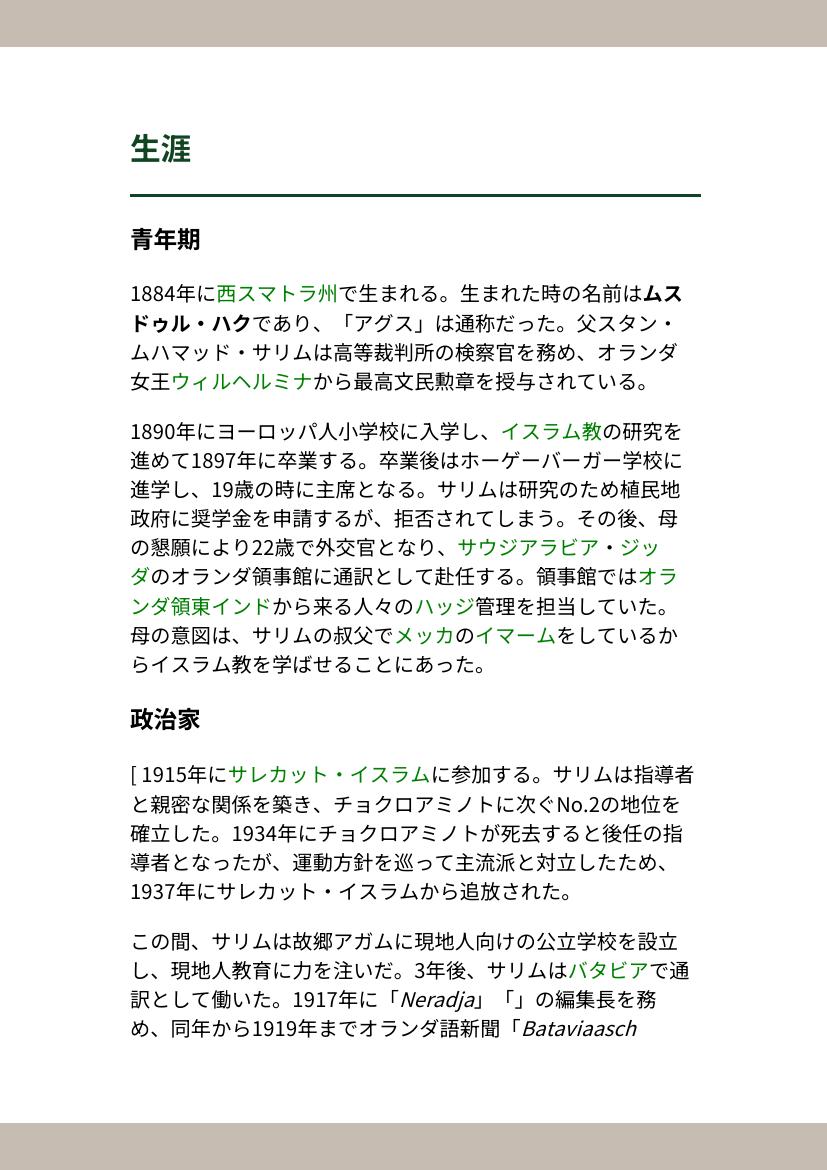 生涯
青年期
1884年に西スマトラ州で生まれる。生まれた時の名前はムス
ドゥル・ハクであり、「アグス」は通称だった。父スタン・
ムハマッド・サリムは高等裁判所の検察官を務め、オランダ
女王ウィルヘルミナから最高文民勲章を授与されている。
1890年にヨーロッパ人小学校に入学し、イスラム教の研究を
進めて1897年に卒業する。卒業後はホーゲーバーガー学校に
進学し、19歳の時に主席となる。サリムは研究のため植民地
政府に奨学金を申請するが、拒否されてしまう。その後、母
の懇願により22歳で外交官となり、サウジアラビア・ジッ
ダのオランダ領事館に通訳として赴任する。領事館ではオラ
ンダ領東インドから来る人々のハッジ管理を担当していた。
母の意図は、サリムの叔父でメッカのイマームをしているか
らイスラム教を学ばせることにあった。
政治家
[ 1915年にサレカット・イスラムに参加する。サリムは指導者
と親密な関係を築き、チョクロアミノトに次ぐNo.2の地位を
確立した。1934年にチョクロアミノトが死去すると後任の指
導者となったが、運動方針を巡って主流派と対立したため、
1937年にサレカット・イスラムから追放された。
この間、サリムは故郷アガムに現地人向けの公立学校を設立
し、現地人教育に力を注いだ。3年後、サリムはバタビアで通
訳として働いた。1917年に「Neradja」「」の編集長を務
め、同年から1919年までオランダ語新聞「Bataviaasch